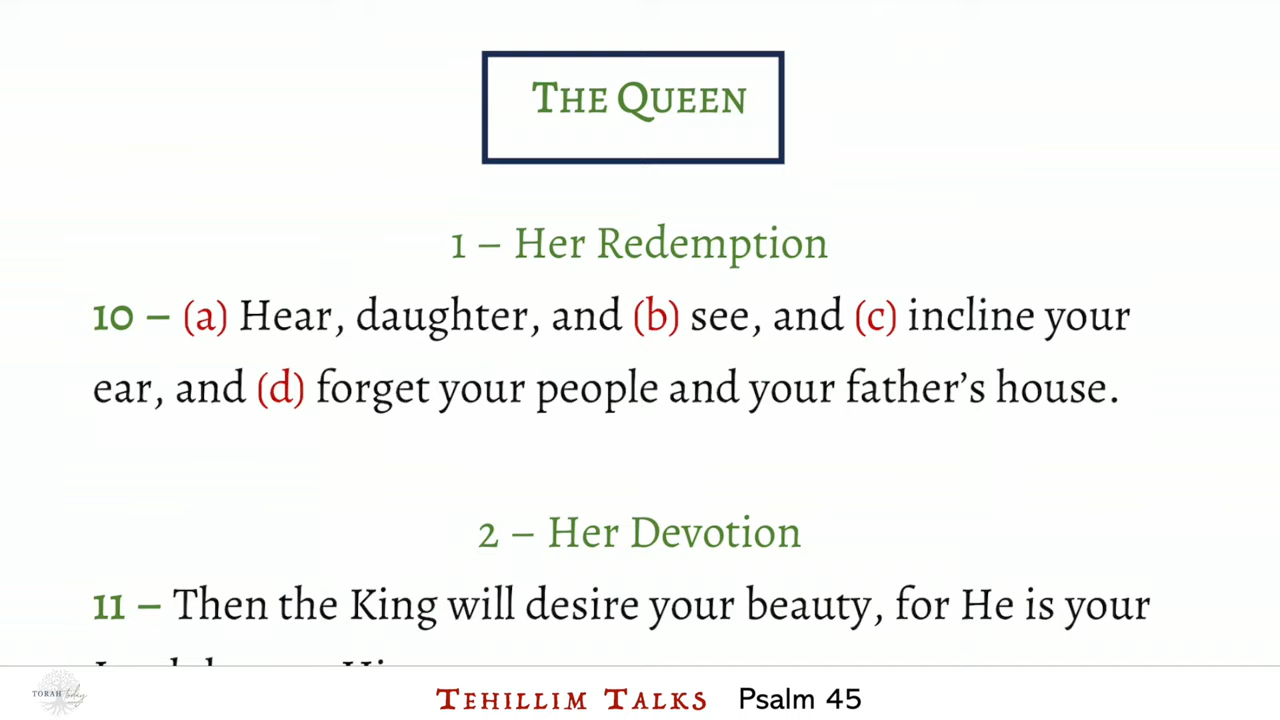 The Queen
1 – Her Redemption
10 – (a) Hear, daughter, and (b) see, and (c) incline your
ear, and (d) forget your people and your father’s house.
2 – Her Devotion
11 – Then the King will desire your beauty, for He is your
TORAH today
Tehillim Talks Psalm 45